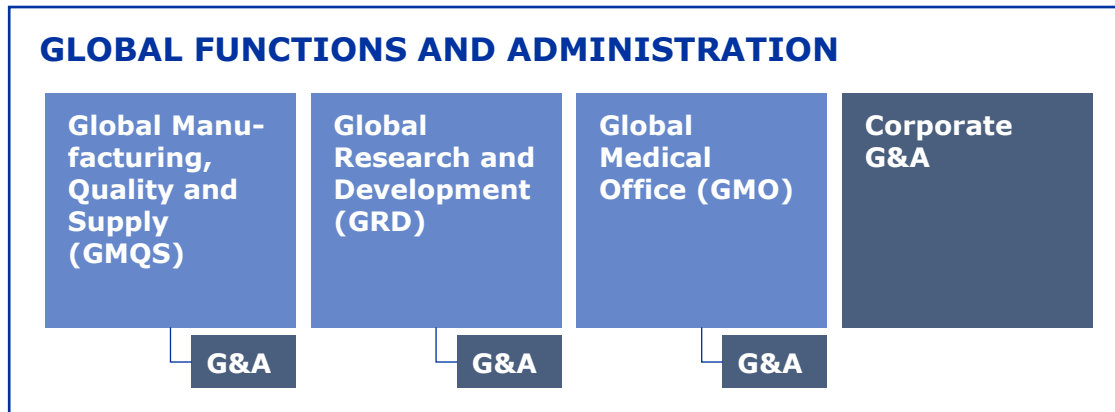 GLOBAL FUNCTIONS AND ADMINISTRATION
Global Manu-
facturing,
Quality and
Supply
(GMQS)
Global
Research and
Development
(GRD)
Global
Medical
Office (GMO)
Corporate
G&A
G&A
G&A
G&A